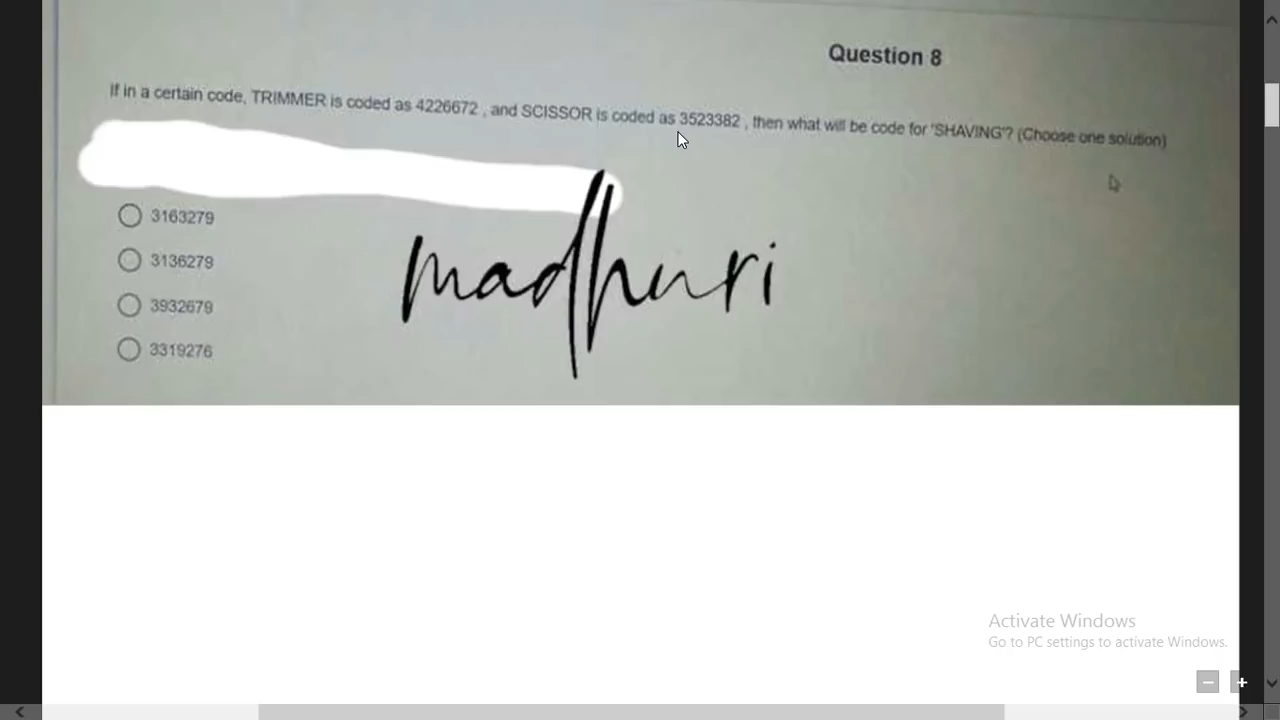 Question 8
If in a certain code, TRIMMER is coded as 4226672 , and SCISSOR is coded as 3523382 , then what will be code for 'SHAVING'? (Choose one solution)
3163279
3136279
madhuri
3932679
3319276
Activate Windows
Go to PC settings to activate Windows.